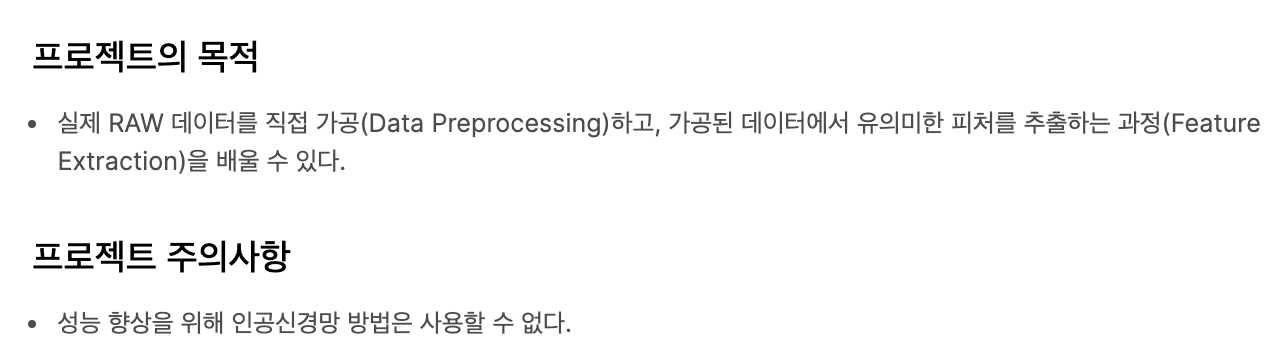 프로젝트의 목적
• 실제 RAW 데이터를 직접 가공(Data Preprocessing)하고, 가공된 데이터에서 유의미한 피처를 추출하는 과정(Feature
Extraction)을 배울 수 있다.
프로젝트 주의사항
• 성능 향상을 위해 인공신경망 방법은 사용할 수 없다.